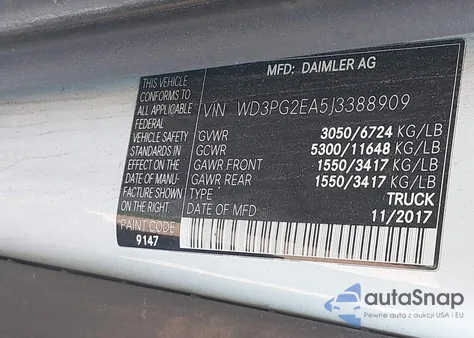 MFD: DAIMLER AG
THIS VEHICLE
CONFORMS TO
ALL APPLICABLE
FEDERAL
VEHICLE SAFETY
STANDARDS IN
EFFECT ON THE
DATE OF MANU-
FACTURE SHOWN
ON THE RIGHT
PAINT CODE
9147
VIN WD3PG2EA5J3388909
GVWR 3050/6724 KG/LB
GCWR 5300/11648 KG/LB
GAWR FRONT 1550/3417 KG/LB
GAWR REAR 1550/3417 KG/LB
TYPE TRUCK
DATE OF MFD 11/2017
autoSnap
Pewne auta z aukcji USA i EU